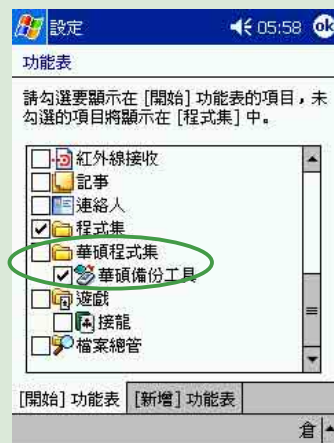 設定 05:58 ok
功能表
請勾選要顯示在 [開始] 功能表的項目，未
勾選的項目將顯示在 [程式集] 中。
紅外線接收
記事
連絡人
程式集
華碩程式集
華碩備份工具
遊戲
接龍
檔案總管
[開始] 功能表 [新增] 功能表
倉